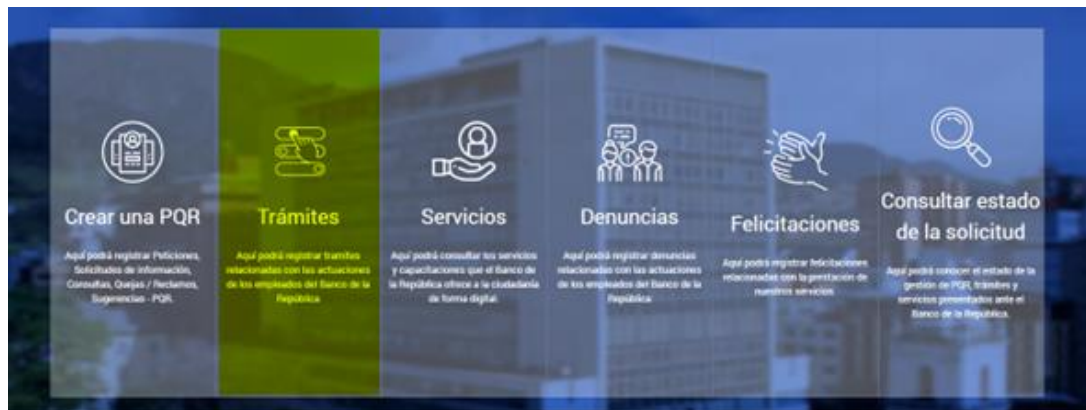 Crear una PQR
Aquí podrá registrar Peticiones,
Solicitudes de información,
Consultas, Quejas / Reclamos,
Sugerencias - PQR.
Trámites
Aquí podrá registrar tramites
relacionadas con las actuaciones
de los empleados del Banco de la
República
Servicios
Aquí podrá consultar los servicios
y capacitaciones que el Banco de
la República ofrece a la ciudadanía
de forma digital.
Denuncias
Aquí podrá registrar denuncias
relacionadas con las actuaciones
de los empleados del Banco de la
República
Felicitaciones
Aquí podrá registrar felicitaciones
relacionadas con la prestación de
nuestros servicios
Consultar estado
de la solicitud
Aquí podrá conocer el estado de la
gestión de PQR, trámites y
servicios presentados ante el
Banco de la República.